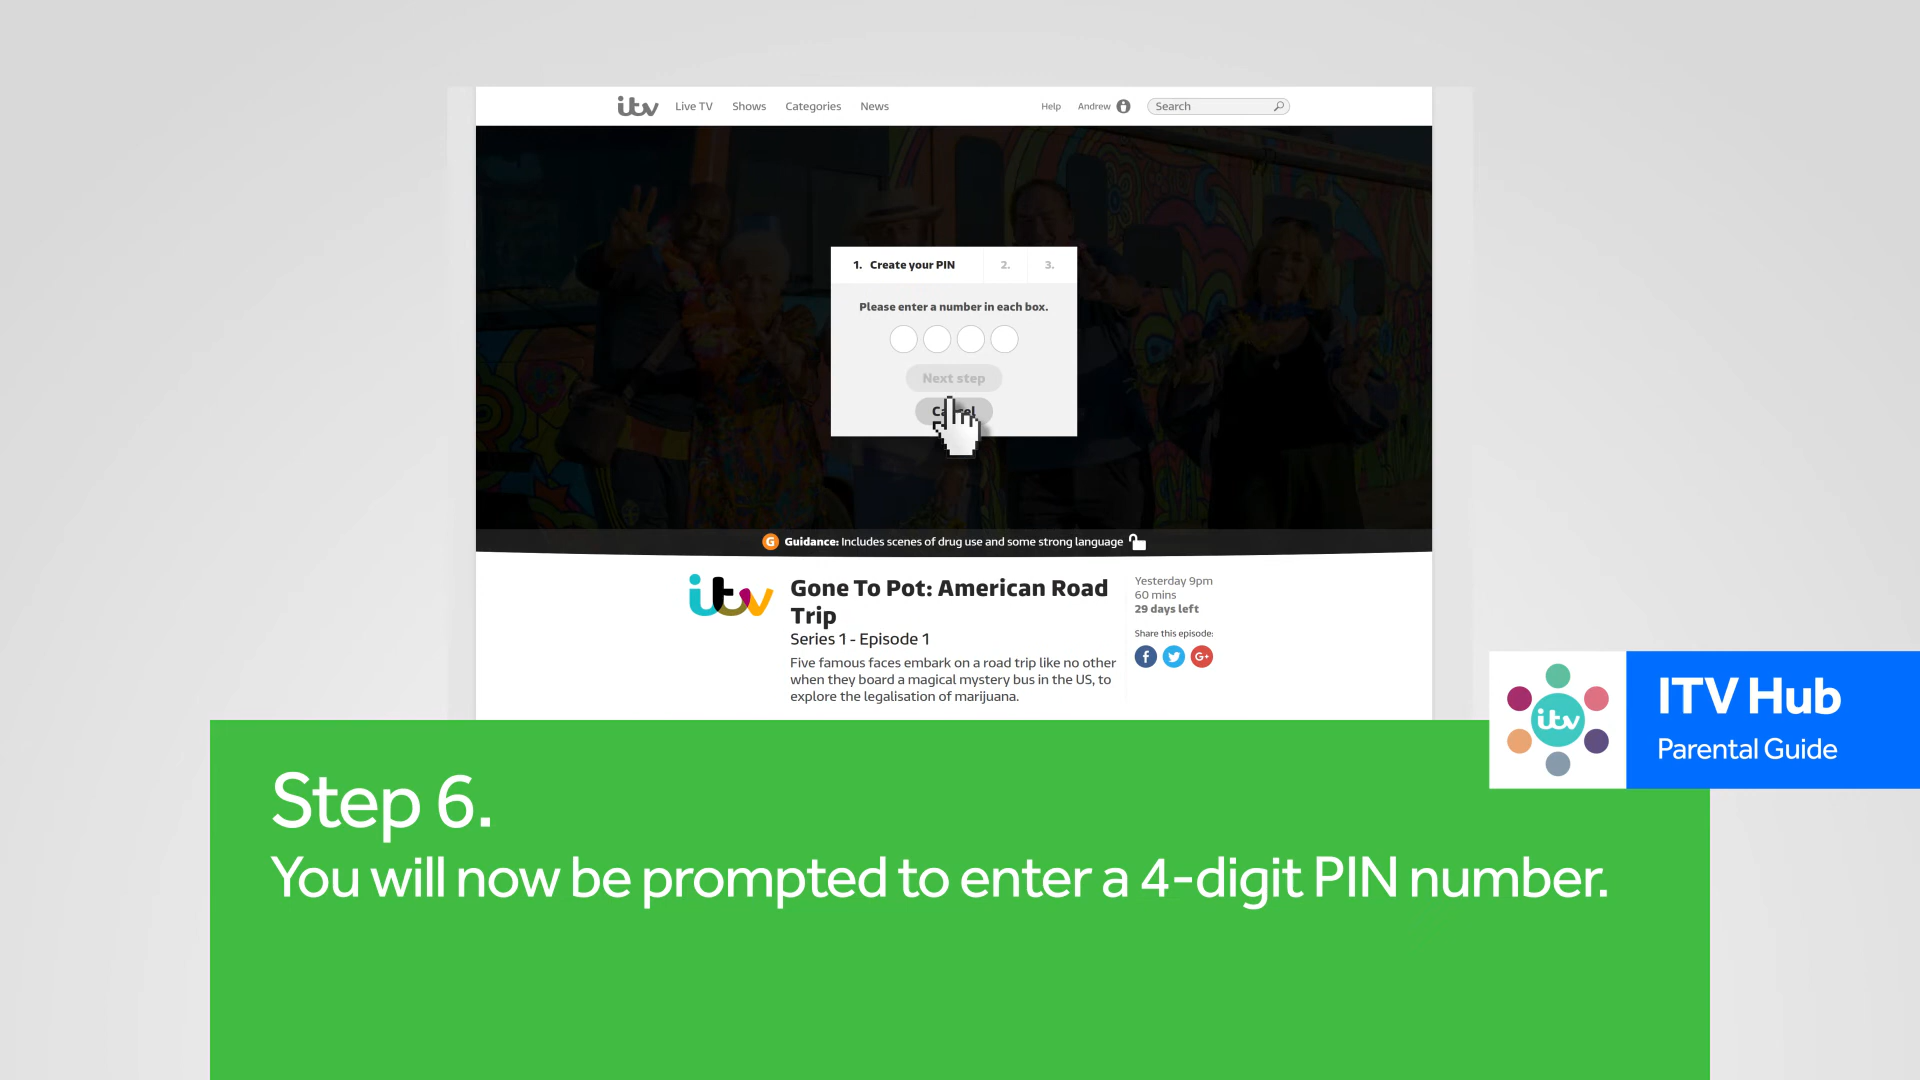 itv Live TV Shows Categories News Help Andrew Search
1. Create your PIN 2. 3.
Please enter a number in each box.
Next step
Guidance: Includes scenes of drug use and some strong language
itv
Gone To Pot: American Road
Trip
Series 1 - Episode 1
Five famous faces embark on a road trip like no other
when they board a magical mystery bus in the US, to
explore the legalisation of marijuana.
Yesterday 9pm
60 mins
29 days left
Share this episode:
itv
ITV Hub
Parental Guide
Step 6.
You will now be prompted to enter a 4-digit PIN number.